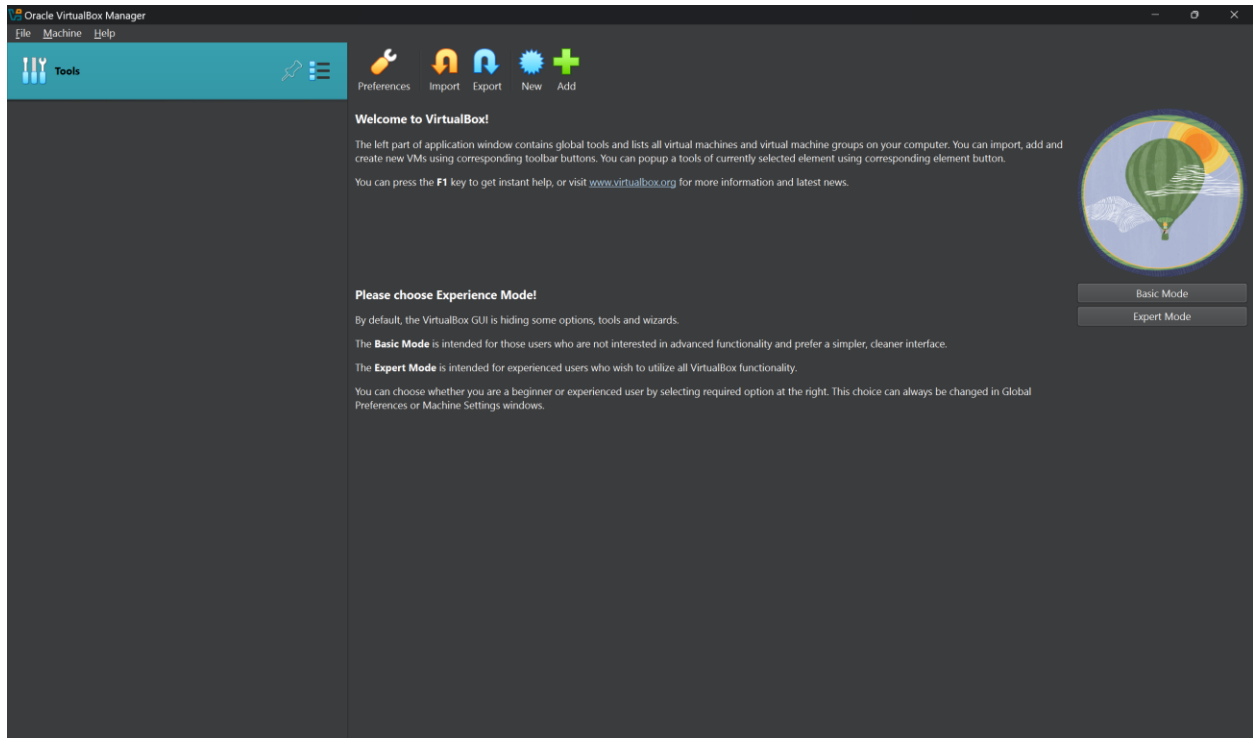 Oracle VirtualBox Manager
File Machine Help
Tools
Preferences Import Export New Add
Welcome to VirtualBox!
The left part of application window contains global tools and lists all virtual machines and virtual machine groups on your computer. You can import, add and
create new VMs using corresponding toolbar buttons. You can popup a tools of currently selected element using corresponding element button.
You can press the F1 key to get instant help, or visit www.virtualbox.org for more information and latest news.
Please choose Experience Mode!
Basic Mode
Expert Mode
By default, the VirtualBox GUI is hiding some options, tools and wizards.
The Basic Mode is intended for those users who are not interested in advanced functionality and prefer a simpler, cleaner interface.
The Expert Mode is intended for experienced users who wish to utilize all VirtualBox functionality.
You can choose whether you are a beginner or experienced user by selecting required option at the right. This choice can always be changed in Global
Preferences or Machine Settings windows.